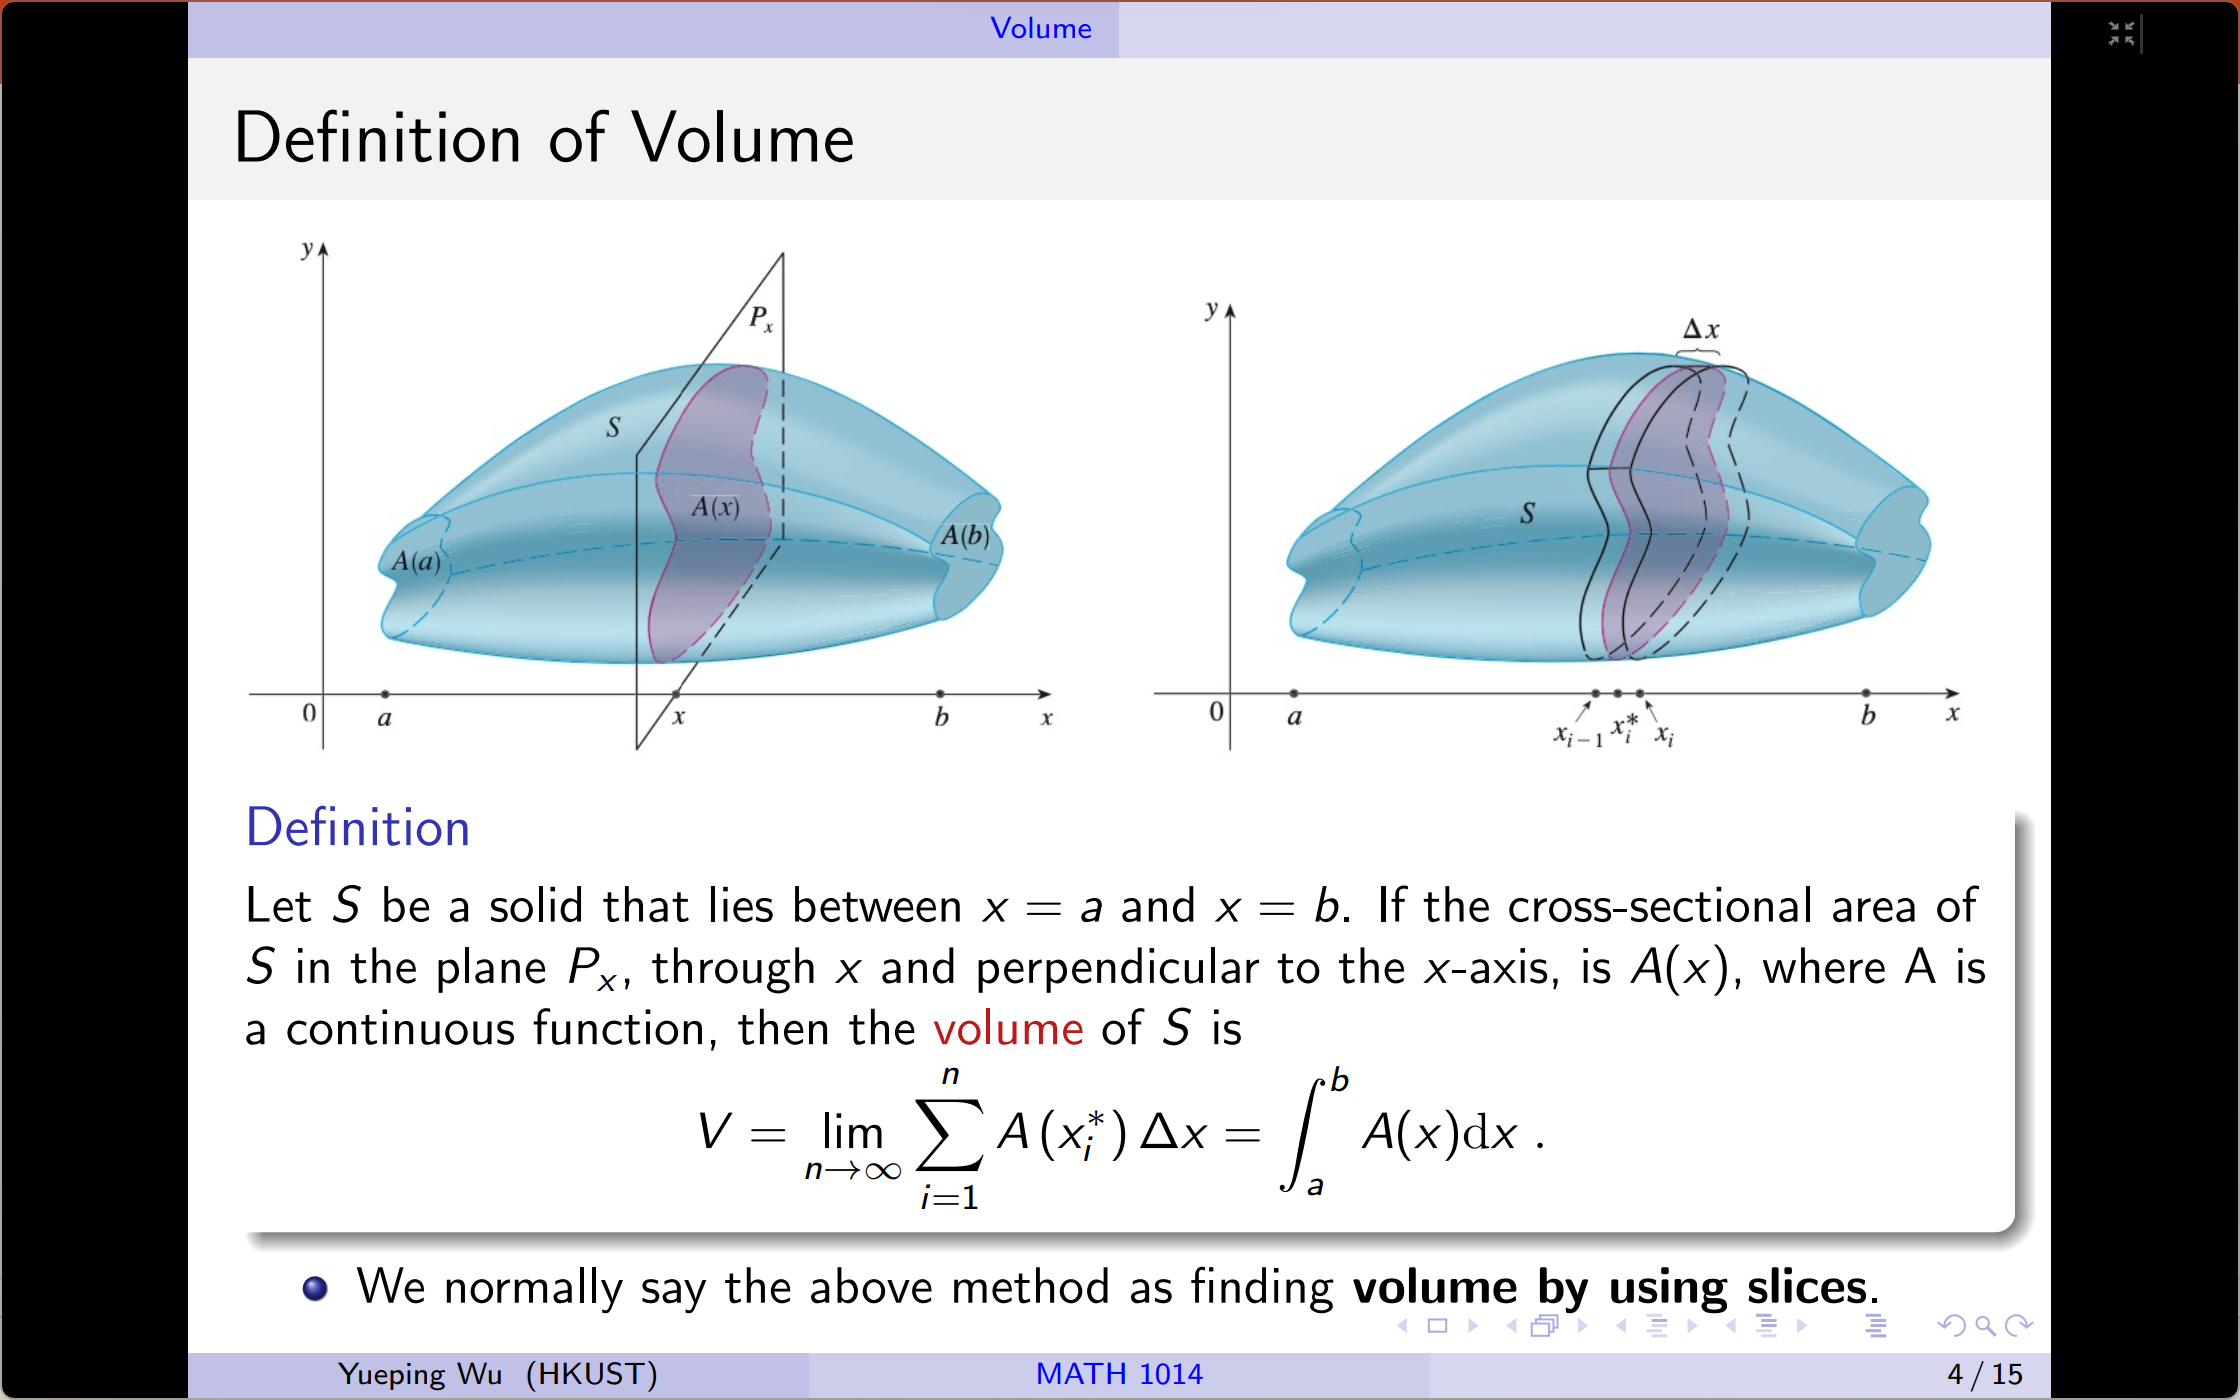 Volume
Definition of Volume
y
P_x
S
A(x)
A(a)
A(b)
0
a
x
b
x
y
Δx
S
0
a
x_{i-1}
x_i^*
x_i
b
x
Definition
Let S be a solid that lies between x = a and x = b. If the cross-sectional area of
S in the plane P_x, through x and perpendicular to the x-axis, is A(x), where A is
a continuous function, then the volume of S is
V = lim_{n→∞} ∑_{i=1}^{n} A(x_i^*) Δx = ∫_a^b A(x)dx .
We normally say the above method as finding volume by using slices.
Yueping Wu (HKUST)
MATH 1014
4 / 15